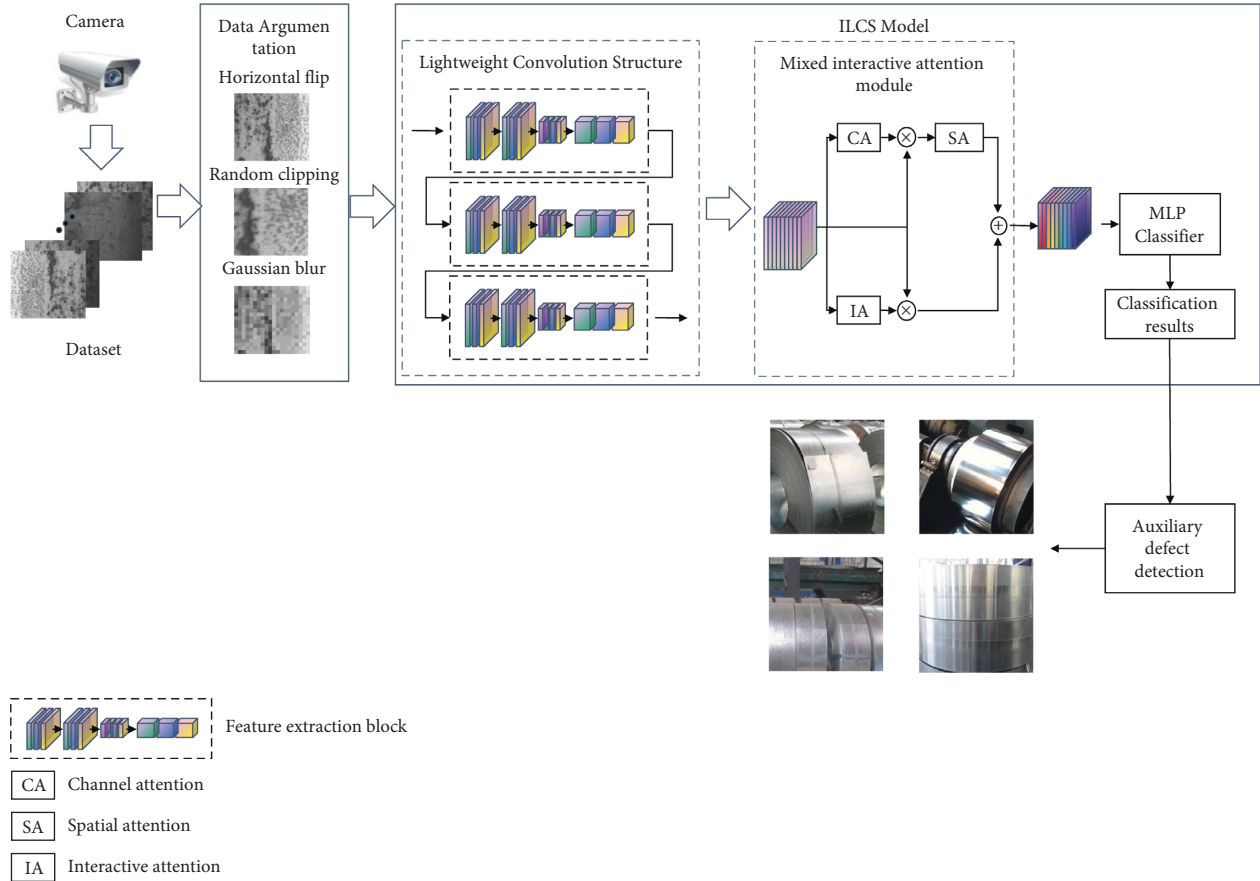 Camera
Dataset
Data Argumen
tation
Horizontal flip
Random clipping
Gaussian blur
ILCS Model
Lightweight Convolution Structure
Mixed interactive attention
module
CA
SA
IA
MLP
Classifier
Classification
results
Auxiliary
defect
detection
Feature extraction block
CA Channel attention
SA Spatial attention
IA Interactive attention